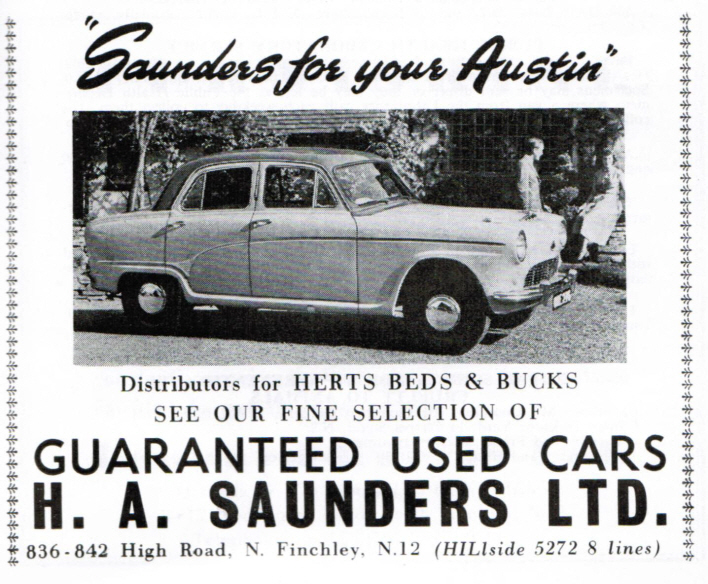 "Saunders for your Austin"
Distributors for HERTS BEDS & BUCKS
SEE OUR FINE SELECTION OF
GUARANTEED USED CARS
H. A. SAUNDERS LTD.
836-842 High Road, N. Finchley, N.12 (HILlside 5272 8 lines)